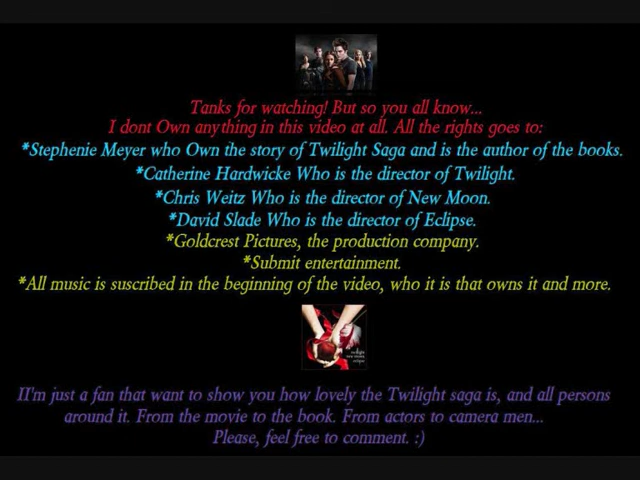 Tanks for watching! But so you all know...
I dont Own anything in this video at all. All the rights goes to:
*Stephenie Meyer who Own the story of Twilight Saga and is the author of the books.
*Catherine Hardwicke Who is the director of Twilight.
*Chris Weitz Who is the director of New Moon.
*David Slade Who is the director of Eclipse.
*Goldcrest Pictures, the production company.
*Submit entertainment.
*All music is suscribed in the beginning of the video, who it is that owns it and more.
twilight
new moon
eclipse
II'm just a fan that want to show you how lovely the Twilight saga is, and all persons
around it. From the movie to the book. From actors to camera men...
Please, feel free to comment. :)